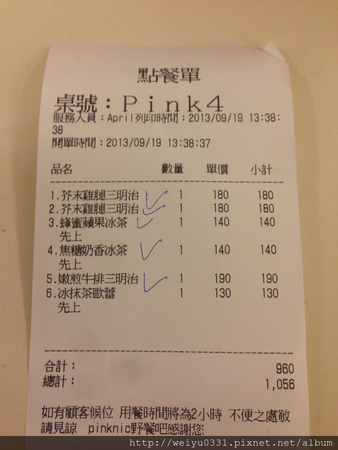 點餐單
桌號：Pink4
服務人員：April列印時間：2013/09/19 13:38:
38
開單時間：2013/09/19 13:38:37
品名 數量 單價 小計
1.芥末雞腿三明治 1 180 180
2.芥末雞腿三明治 1 180 180
3.蜂蜜蘋果冰茶 1 140 140
先上
4.焦糖奶香冰茶 1 140 140
先上
5.嫩煎牛排三明治 1 190 190
6.冰抹茶歐蕾 1 130 130
先上
合計： 960
總計： 1,056
如有顧客候位 用餐時間將為2小時 不便之處敬
請見諒 pinknic野餐吧感謝您
http://weiyu0331.pixnet.net/album